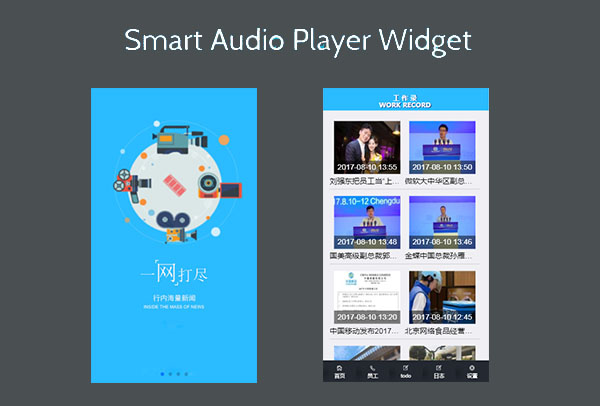 Smart Audio Player Widget
一网打尽
行内海量新闻
INSIDE THE MASS OF NEWS
工作录
WORK RECORD
2017-08-10 13:55
2017-08-10 13:50
刘强东把员工当“上...
微软大中华区副总...
17.8.10-12 Chengdu
2017-08-10 13:48
2017-08-10 13:46
国美高级副总裁郭...
金蝶中国总裁孙雁...
2017-08-10 13:20
2017-08-10 12:45
中国移动发布2017...
北京网络食品经营...
首页
员工
todo
日本
设置